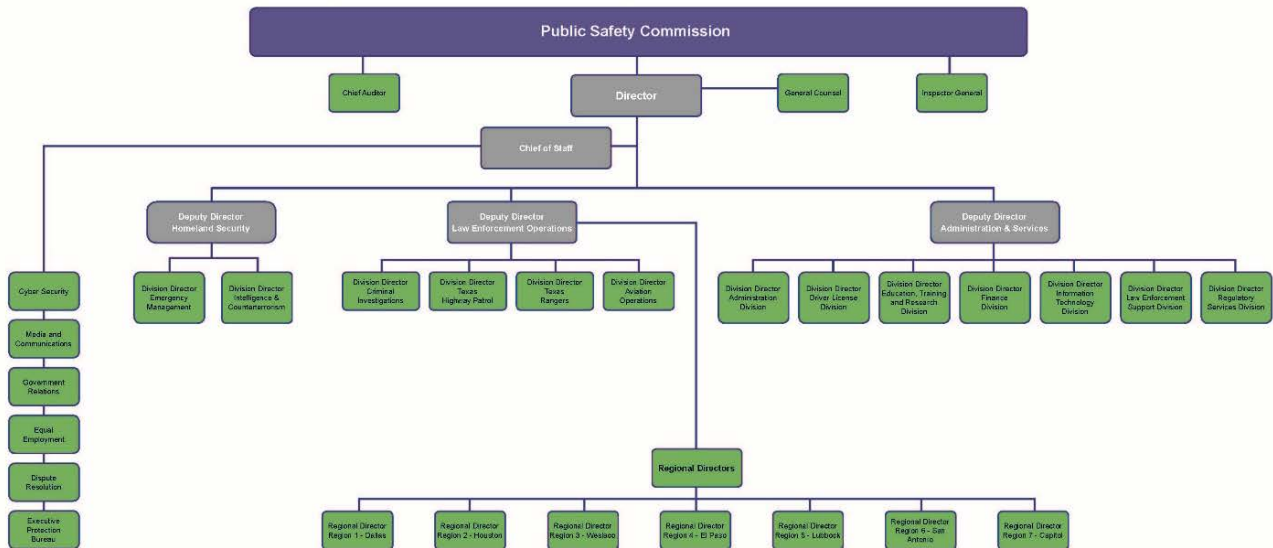 Public Safety Commission
Chief Auditor
Director
General Counsel
Inspector General
Chief of Staff
Deputy Director
Homeland Security
Deputy Director
Law Enforcement Operations
Deputy Director
Administration & Services
Cyber Security
Media and
Communications
Government
Relations
Equal
Employment
Dispute
Resolution
Executive
Protection
Bureau
Division Director
Emergency
Management
Division Director
Intelligence &
Counterterrorism
Division Director
Criminal
Investigations
Division Director
Texas
Highway Patrol
Division Director
Texas
Rangers
Division Director
Aviation
Operations
Division Director
Administration
Division
Division Director
Driver License
Division
Division Director
Education, Training
and Research
Division
Division Director
Finance
Division
Division Director
Information
Technology
Division
Division Director
Law Enforcement
Support Division
Division Director
Regulatory
Services Division
Regional Directors
Regional Director
Region 1 - Dallas
Regional Director
Region 2 - Houston
Regional Director
Region 3 - Weslaco
Regional Director
Region 4 - El Paso
Regional Director
Region 5 - Lubbock
Regional Director
Region 6 - San
Antonio
Regional Director
Region 7 - Capitol